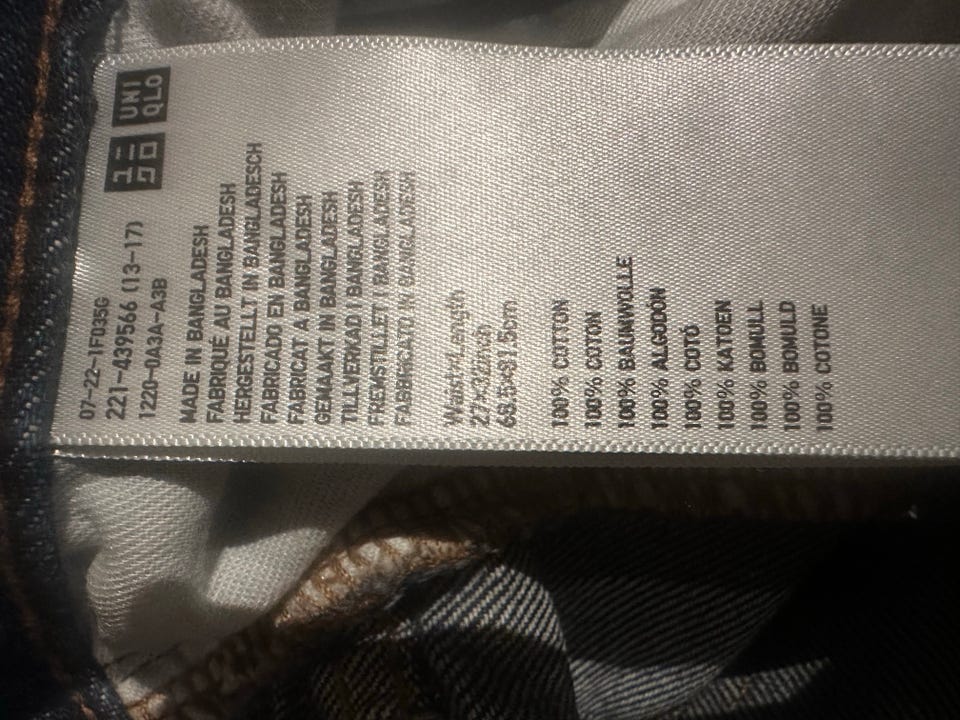 UNI
QLO
ユニ
クロ
07-22-1F035G
221-439566 (13-17)
1220-0A3A-A3B
MADE IN BANGLADESH
FABRIQUÉ AU BANGLADESH
HERGESTELLT IN BANGLADESCH
FABRICADO EN BANGLADESH
FABRICAT A BANGLADESH
GEMAAKT IN BANGLADESH
TILLVERKAD I BANGLADESH
FREMSTILLET I BANGLADESH
FABBRICATO IN BANGLADESH
Waist×Length
27×32inch
68.5×81.5cm
100% COTTON
100% COTON
100% BAUMWOLLE
100% ALGODON
100% COTÓ
100% KATOEN
100% BOMULL
100% BOMULD
100% COTONE